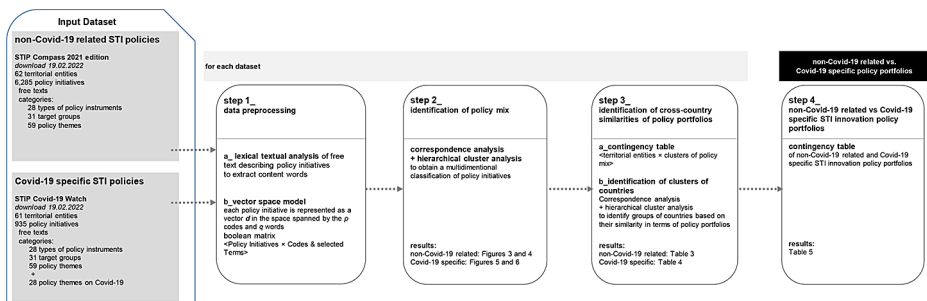 Input Dataset
non-Covid-19 related STI policies
STIP Compass 2021 edition
download 19.02.2022
62 territorial entities
6,285 policy initiatives
free texts
categories:
28 types of policy instruments
31 target groups
59 policy themes
Covid-19 specific STI policies
STIP Covid-19 Watch
download 19.02.2022
61 territorial entities
935 policy initiatives
free texts
categories:
28 types of policy instruments
31 target groups
59 policy themes
+
28 policy themes on Covid-19
for each dataset
step 1_
data preprocessing
a_ lexical textual analysis of free
text describing policy initiatives
to extract content words
b_vector space model
each policy initiative is represented as a
vector d in the space spanned by the p
codes and q words
boolean matrix
<Policy Initiatives × Codes & selected
Terms>
step 2_
identification of policy mix
correspondence analysis
+ hierarchical cluster analysis
to obtain a multidimentional
classification of policy initiatives
results:
non-Covid-19 related: Figures 3 and 4
Covid-19 specific: Figures 5 and 6
step 3_
identification of cross-country
similarities of policy portfolios
a_contingency table
<territorial entities × clusters of policy
mix>
b_identification of clusters of
countries
Correspondence analysis
+ hierarchical cluster analysis
to identify groups of countries based on
their similarity in terms of policy portfolios
results:
non-Covid-19 related: Table 3
Covid-19 specific: Table 4
non-Covid-19 related vs.
Covid-19 specific policy portfolios
step 4_
non-Covid-19 related vs Covid-19
specific STI innovation policy
portfolios
contingency table
of non-Covid-19 related and Covid-19
specific STI innovation policy portfolios
results:
Table 5